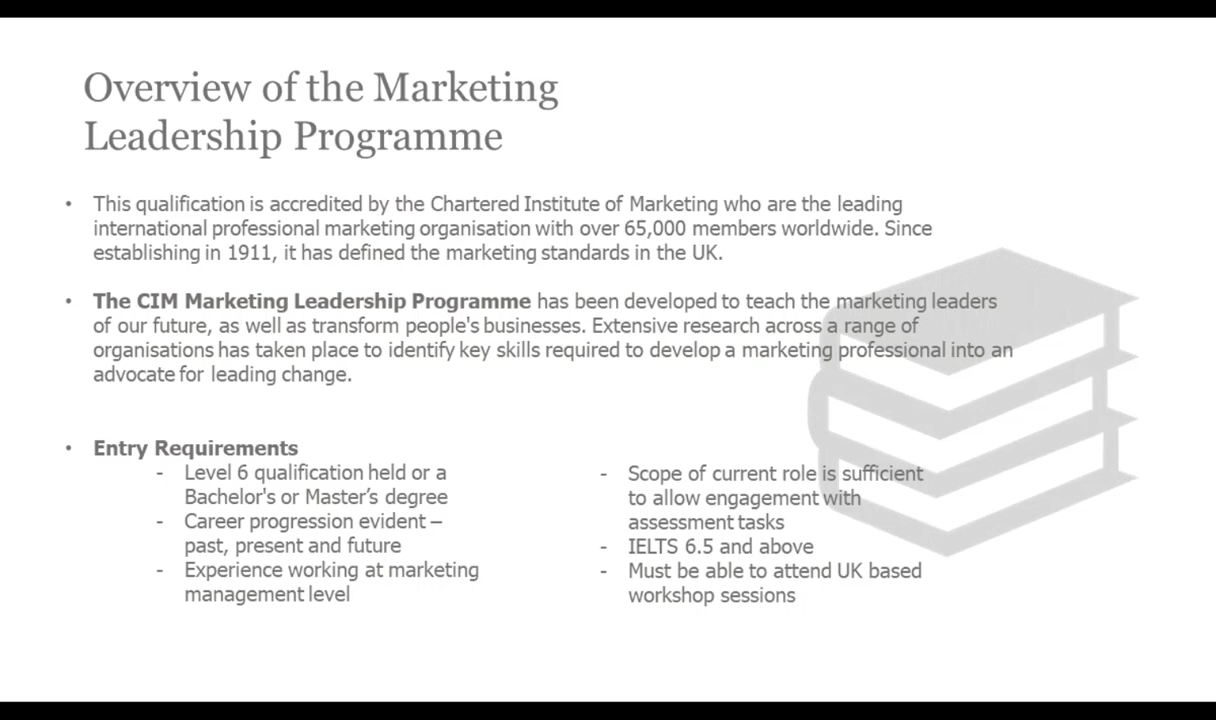 Overview of the Marketing
Leadership Programme
• This qualification is accredited by the Chartered Institute of Marketing who are the leading
international professional marketing organisation with over 65,000 members worldwide. Since
establishing in 1911, it has defined the marketing standards in the UK.
• The CIM Marketing Leadership Programme has been developed to teach the marketing leaders
of our future, as well as transform people's businesses. Extensive research across a range of
organisations has taken place to identify key skills required to develop a marketing professional into an
advocate for leading change.
• Entry Requirements
- Level 6 qualification held or a
Bachelor's or Master’s degree
- Career progression evident –
past, present and future
- Experience working at marketing
management level
- Scope of current role is sufficient
to allow engagement with
assessment tasks
- IELTS 6.5 and above
- Must be able to attend UK based
workshop sessions